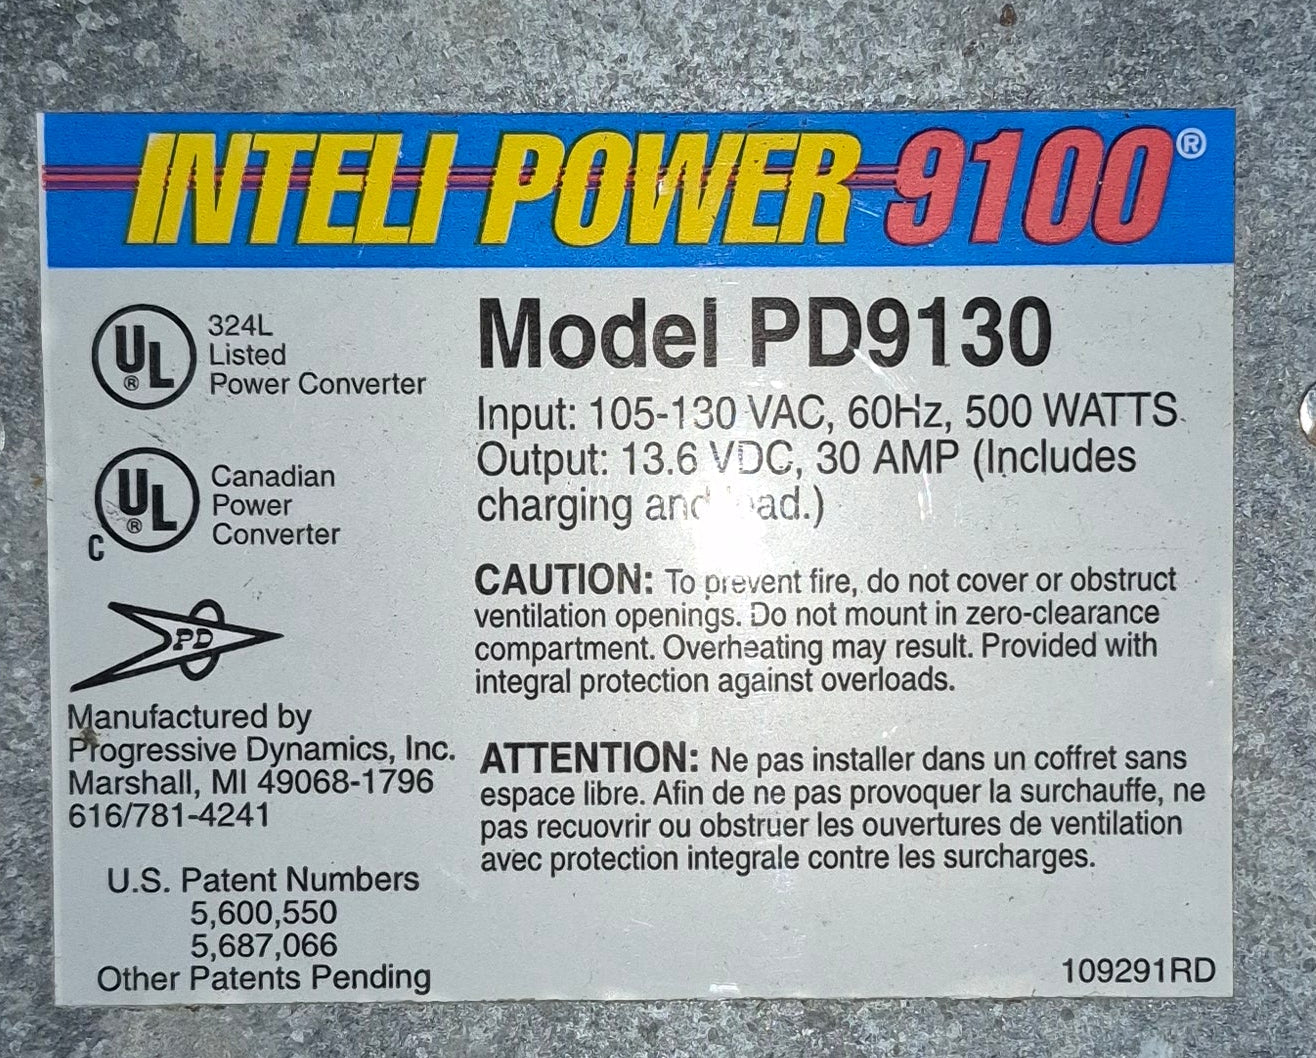 INTELI POWER 9100®
UL®
324L
Listed
Power Converter
C UL®
Canadian
Power
Converter
PD
Manufactured by
Progressive Dynamics, Inc.
Marshall, MI 49068-1796
616/781-4241
U.S. Patent Numbers
5,600,550
5,687,066
Other Patents Pending
Model PD9130
Input: 105-130 VAC, 60Hz, 500 WATTS
Output: 13.6 VDC, 30 AMP (Includes
charging and load.)
CAUTION: To prevent fire, do not cover or obstruct
ventilation openings. Do not mount in zero-clearance
compartment. Overheating may result. Provided with
integral protection against overloads.
ATTENTION: Ne pas installer dans un coffret sans
espace libre. Afin de ne pas provoquer la surchauffe, ne
pas recuovrir ou obstruer les ouvertures de ventilation
avec protection integrale contre les surcharges.
109291RD